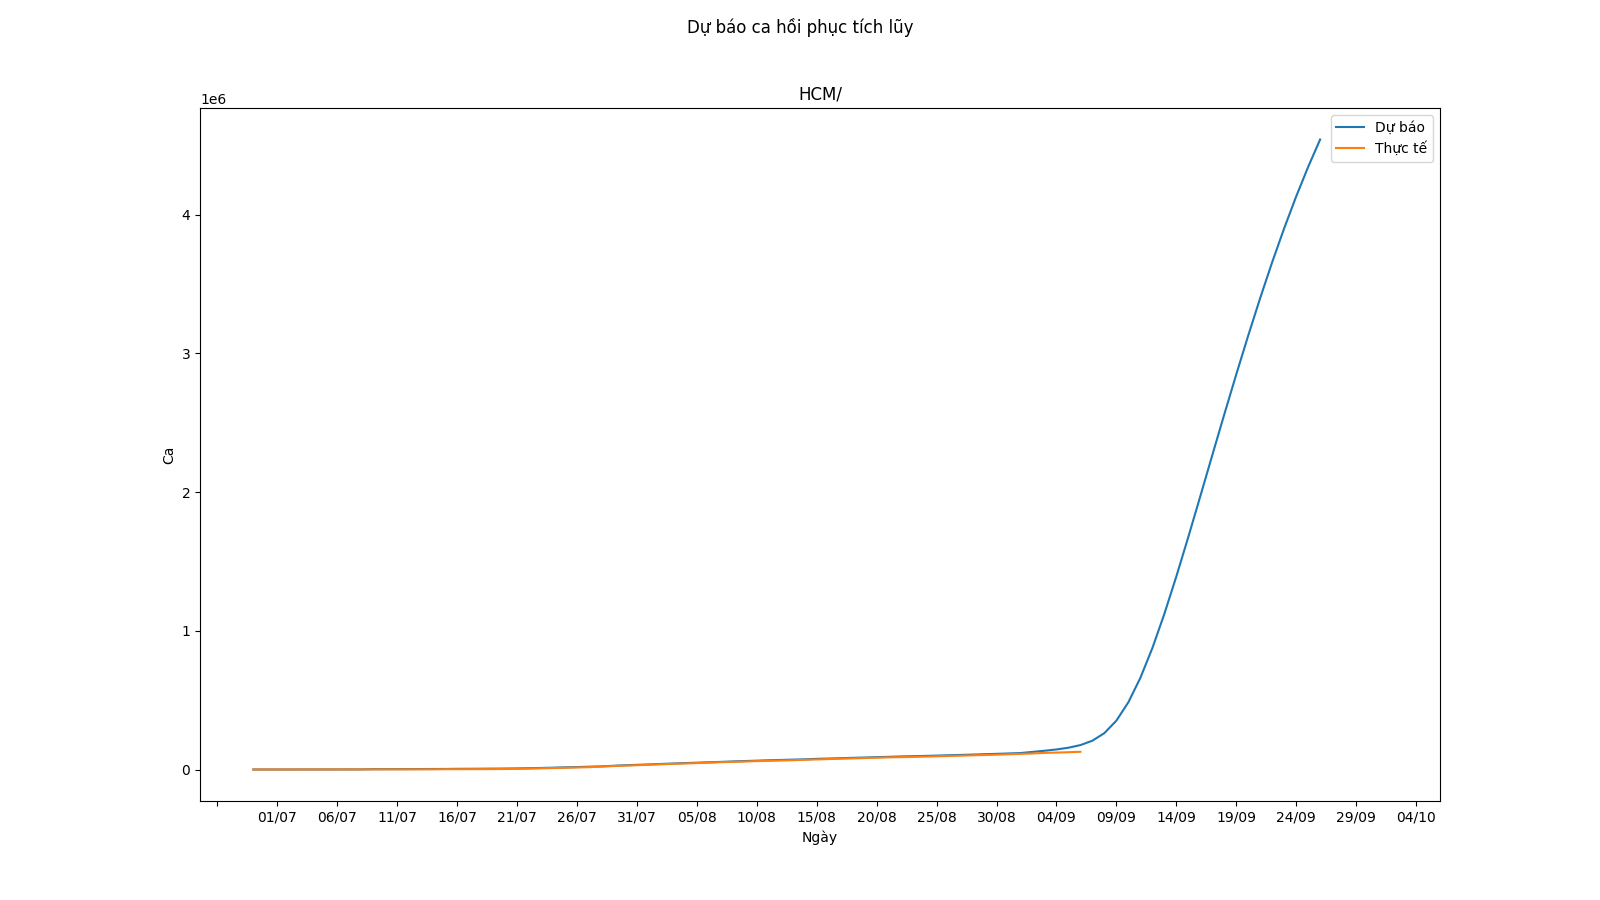 Dự báo ca hồi phục tích lũy
HCM/
1e6
Dự báo
Thực tế
4
3
2
1
0
Ca
01/07 06/07 11/07 16/07 21/07 26/07 31/07 05/08 10/08 15/08 20/08 25/08 30/08 04/09 09/09 14/09 19/09 24/09 29/09 04/10
Ngày